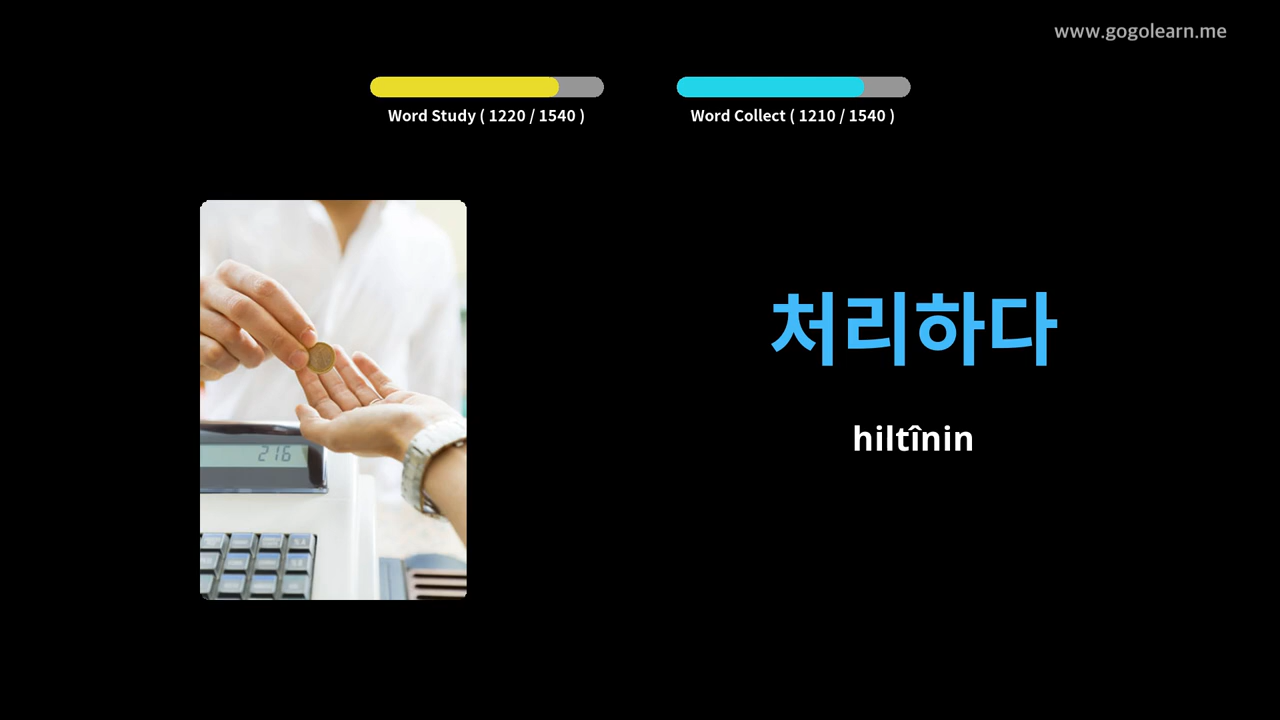 www.gogolearn.me
Word Study ( 1220 / 1540 )
Word Collect ( 1210 / 1540 )
216
처리하다
hiltînin